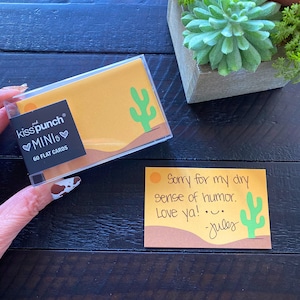 kiss and punch®
MINIs
60 FLAT CARDS
Sorry for my dry
sense of humor.
Love ya!
-Jules